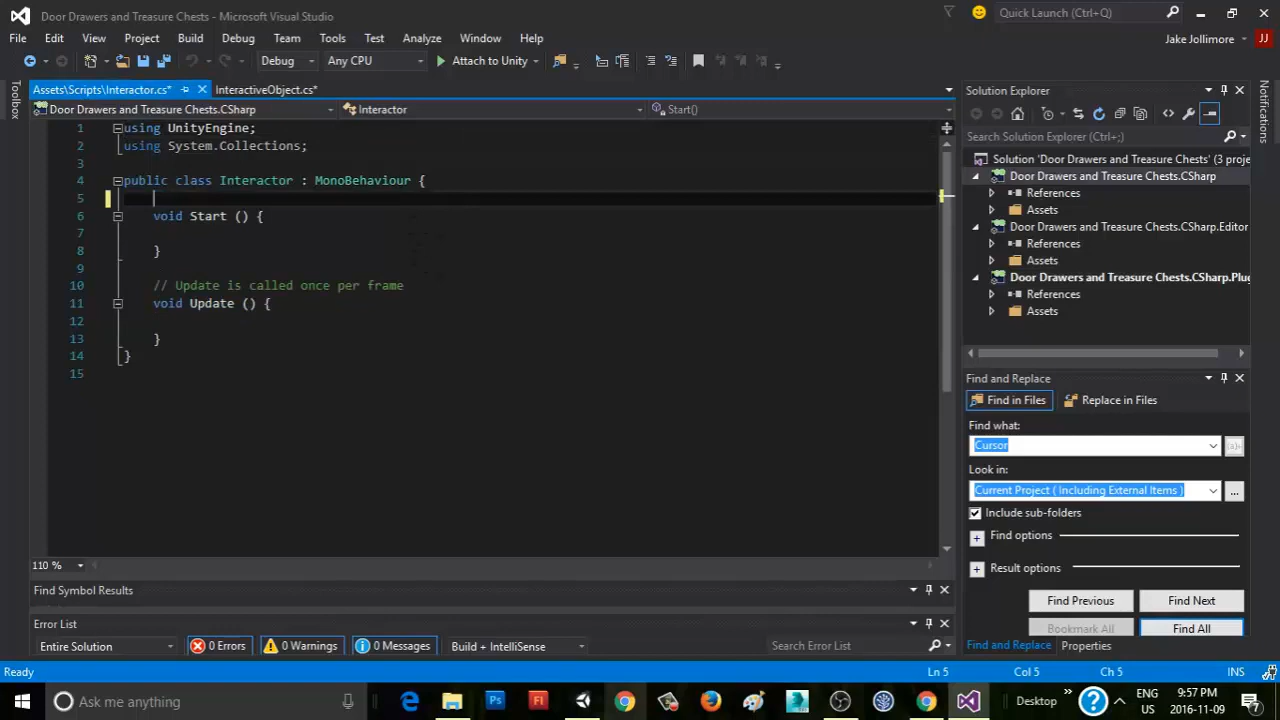 Door Drawers and Treasure Chests - Microsoft Visual Studio
Quick Launch (Ctrl+Q)
File Edit View Project Build Debug Team Tools Test Analyze Window Help
Jake Jollimore JJ
Debug Any CPU Attach to Unity
Toolbox
Assets\Scripts\Interactor.cs* InteractiveObject.cs*
Door Drawers and Treasure Chests.CSharp Interactor Start()
1 using UnityEngine;
2 using System.Collections;
3
4 public class Interactor : MonoBehaviour {
5
6 void Start () {
7
8 }
9
10 // Update is called once per frame
11 void Update () {
12
13 }
14 }
15
110 %
Find Symbol Results
Error List
Entire Solution 0 Errors 0 Warnings 0 Messages Build + IntelliSense Search Error List
Solution Explorer
Search Solution Explorer (Ctrl+;)
Solution 'Door Drawers and Treasure Chests' (3 proje
Door Drawers and Treasure Chests.CSharp
References
Assets
Door Drawers and Treasure Chests.CSharp.Editor
References
Assets
Door Drawers and Treasure Chests.CSharp.Plug
References
Assets
Notifications
Find and Replace
Find in Files Replace in Files
Find what:
Cursor
Look in:
Current Project ( Including External Items )
...
Include sub-folders
Find options
Result options
Find Previous Find Next
Bookmark All Find All
Find and Replace Properties
Ready Ln 5 Col 5 Ch 5 INS
Ask me anything
Desktop
ENG
US
9:57 PM
2016-11-09